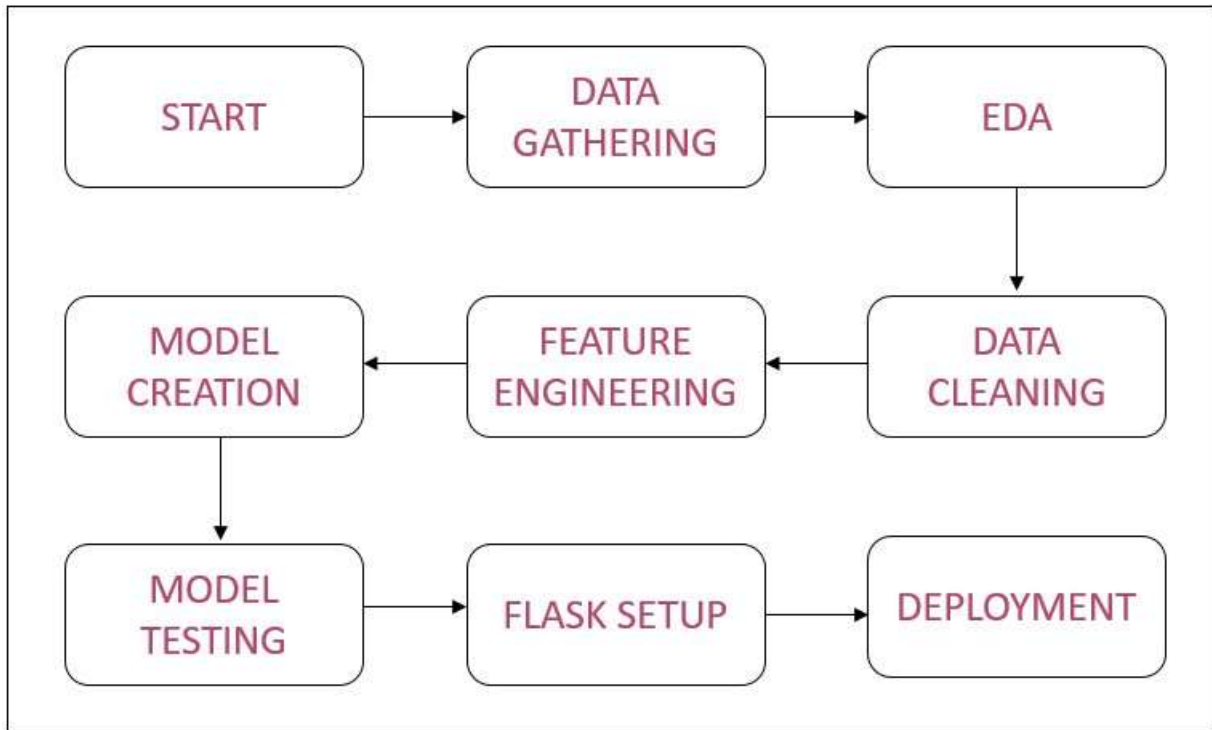 START
DATA
GATHERING
EDA
MODEL
CREATION
FEATURE
ENGINEERING
DATA
CLEANING
MODEL
TESTING
FLASK SETUP
DEPLOYMENT